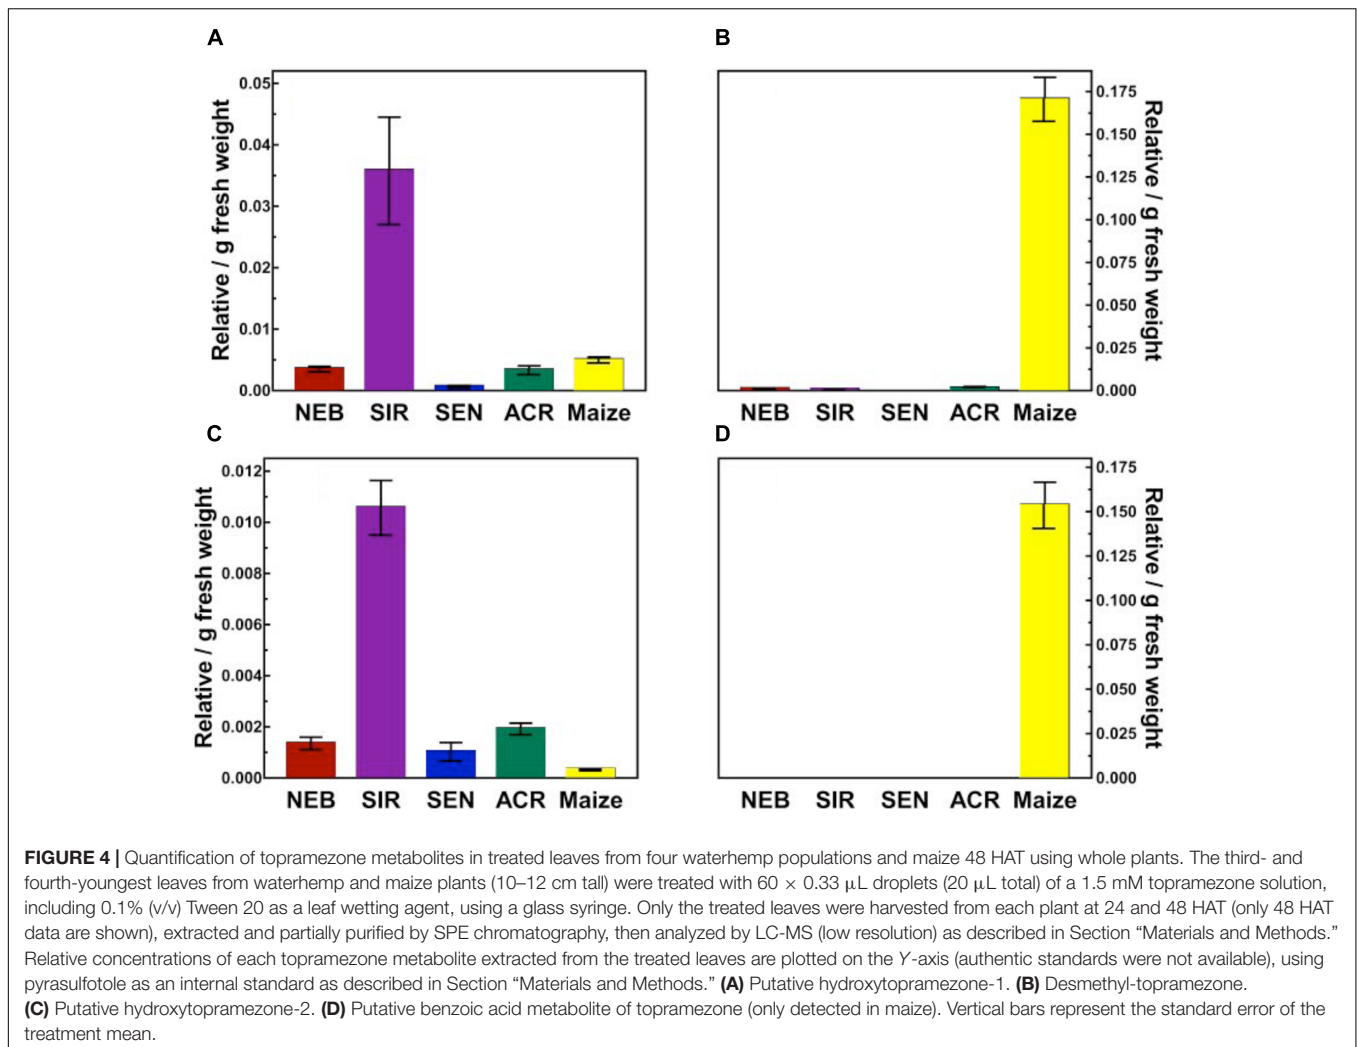 A
B
0.05
0.04
0.03
0.02
0.01
0.00
Relative / g fresh weight
NEB SIR SEN ACR Maize
0.175
0.150
0.125
0.100
0.075
0.050
0.025
0.000
Relative / g fresh weight
NEB SIR SEN ACR Maize
C
D
0.012
0.010
0.008
0.006
0.004
0.002
0.000
Relative / g fresh weight
NEB SIR SEN ACR Maize
0.175
0.150
0.125
0.100
0.075
0.050
0.025
0.000
Relative / g fresh weight
NEB SIR SEN ACR Maize
FIGURE 4 | Quantification of topramezone metabolites in treated leaves from four waterhemp populations and maize 48 HAT using whole plants. The third- and
fourth-youngest leaves from waterhemp and maize plants (10–12 cm tall) were treated with 60 × 0.33 μL droplets (20 μL total) of a 1.5 mM topramezone solution,
including 0.1% (v/v) Tween 20 as a leaf wetting agent, using a glass syringe. Only the treated leaves were harvested from each plant at 24 and 48 HAT (only 48 HAT
data are shown), extracted and partially purified by SPE chromatography, then analyzed by LC-MS (low resolution) as described in Section “Materials and Methods.”
Relative concentrations of each topramezone metabolite extracted from the treated leaves are plotted on the Y-axis (authentic standards were not available), using
pyrasulfotole as an internal standard as described in Section “Materials and Methods.” (A) Putative hydroxytopramezone-1. (B) Desmethyl-topramezone.
(C) Putative hydroxytopramezone-2. (D) Putative benzoic acid metabolite of topramezone (only detected in maize). Vertical bars represent the standard error of the
treatment mean.